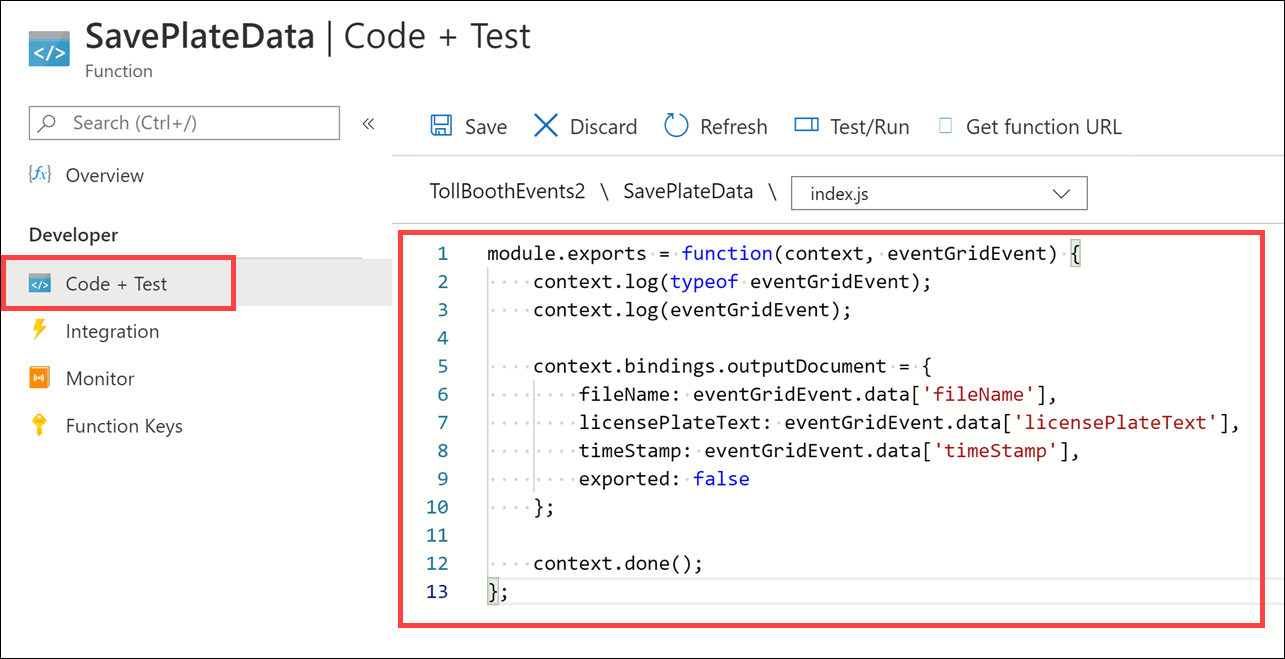 SavePlateData | Code + Test
Function
Search (Ctrl+/)
«
Save
Discard
Refresh
Test/Run
Get function URL
Overview
Developer
Code + Test
Integration
Monitor
Function Keys
TollBoothEvents2 \ SavePlateData \ index.js
1 module.exports = function(context, eventGridEvent) {
2     context.log(typeof eventGridEvent);
3     context.log(eventGridEvent);
4
5     context.bindings.outputDocument = {
6         fileName: eventGridEvent.data['fileName'],
7         licensePlateText: eventGridEvent.data['licensePlateText'],
8         timeStamp: eventGridEvent.data['timeStamp'],
9         exported: false
10     };
11
12     context.done();
13 };